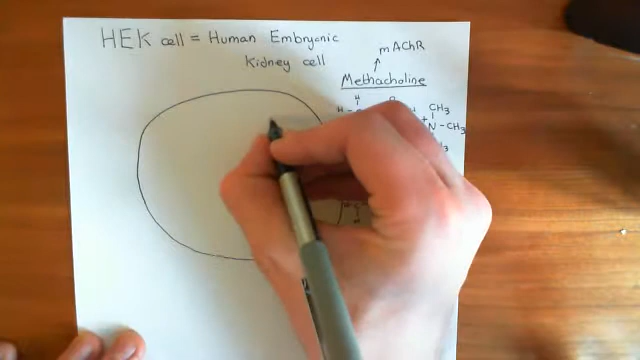 HEK cell = Human Embryonic
Kidney cell
mAChR
Methacholine
H
H
CH₃
+
N-CH₃